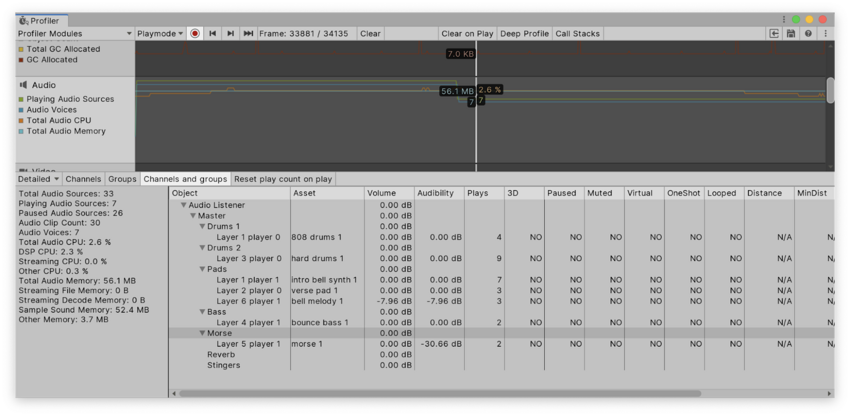 Profiler
Profiler Modules Playmode Frame: 33881 / 34135 Clear Clear on Play Deep Profile Call Stacks
Total GC Allocated
GC Allocated
7.0 KB
Audio
Playing Audio Sources
Audio Voices
Total Audio CPU
Total Audio Memory
56.1 MB 2.6 %
7 7
Detailed Channels Groups Channels and groups Reset play count on play
Total Audio Sources: 33
Playing Audio Sources: 7
Paused Audio Sources: 26
Audio Clip Count: 30
Audio Voices: 7
Total Audio CPU: 2.6 %
DSP CPU: 2.3 %
Streaming CPU: 0.0 %
Other CPU: 0.3 %
Total Audio Memory: 56.1 MB
Streaming File Memory: 0 B
Streaming Decode Memory: 0 B
Sample Sound Memory: 52.4 MB
Other Memory: 3.7 MB
Object Asset Volume Audibility Plays 3D Paused Muted Virtual OneShot Looped Distance MinDist
Audio Listener 0.00 dB
Master 0.00 dB
Drums 1 0.00 dB
Layer 1 player 0 808 drums 1 0.00 dB 0.00 dB 4 NO NO NO NO NO NO N/A N/
Drums 2 0.00 dB
Layer 3 player 0 hard drums 1 0.00 dB 0.00 dB 9 NO NO NO NO NO NO N/A N/
Pads 0.00 dB
Layer 1 player 1 intro bell synth 1 0.00 dB 0.00 dB 7 NO NO NO NO NO NO N/A N/
Layer 2 player 0 verse pad 1 0.00 dB 0.00 dB 3 NO NO NO NO NO NO N/A N/
Layer 6 player 1 bell melody 1 -7.96 dB -7.96 dB 3 NO NO NO NO NO NO N/A N/
Bass 0.00 dB
Layer 4 player 1 bounce bass 1 0.00 dB 0.00 dB 2 NO NO NO NO NO NO N/A N/
Morse 0.00 dB
Layer 5 player 1 morse 1 0.00 dB -30.66 dB 2 NO NO NO NO NO NO N/A N/
Reverb 0.00 dB
Stingers 0.00 dB